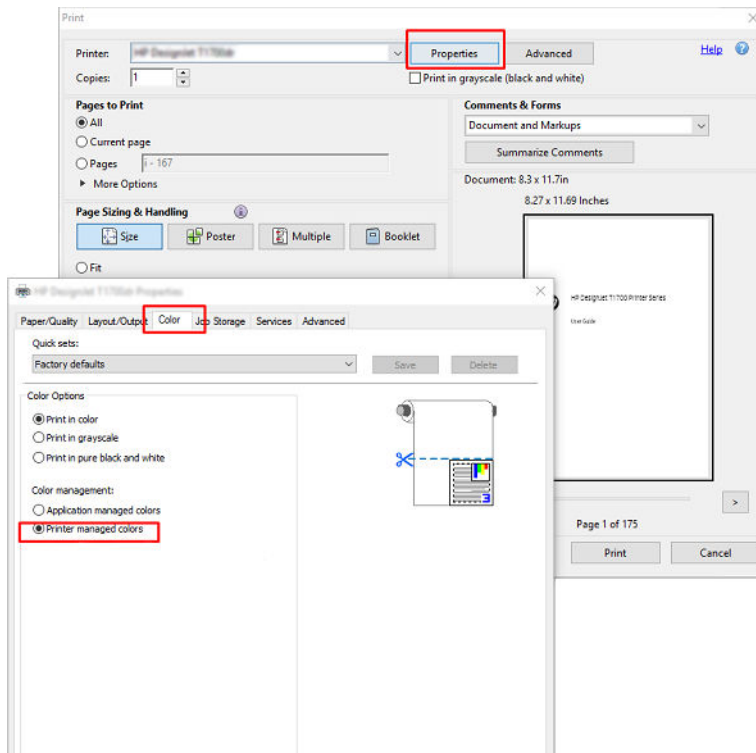 Print
Printer:
Properties
Advanced
Help
Copies:
1
Print in grayscale (black and white)
Pages to Print
All
Current page
Pages
i - 167
More Options
Comments & Forms
Document and Markups
Summarize Comments
Page Sizing & Handling
Size
Poster
Multiple
Booklet
Fit
Document: 8.3 x 11.7in
8.27 x 11.69 Inches
HP DesignJet T1700 Printer Series
User Guide
>
Page 1 of 175
Print
Cancel
HP DesignJet T1700dr Properties
Paper/Quality
Layout/Output
Color
Job Storage
Services
Advanced
Quick sets:
Factory defaults
Save
Delete
Color Options
Print in color
Print in grayscale
Print in pure black and white
Color management:
Application managed colors
Printer managed colors
3